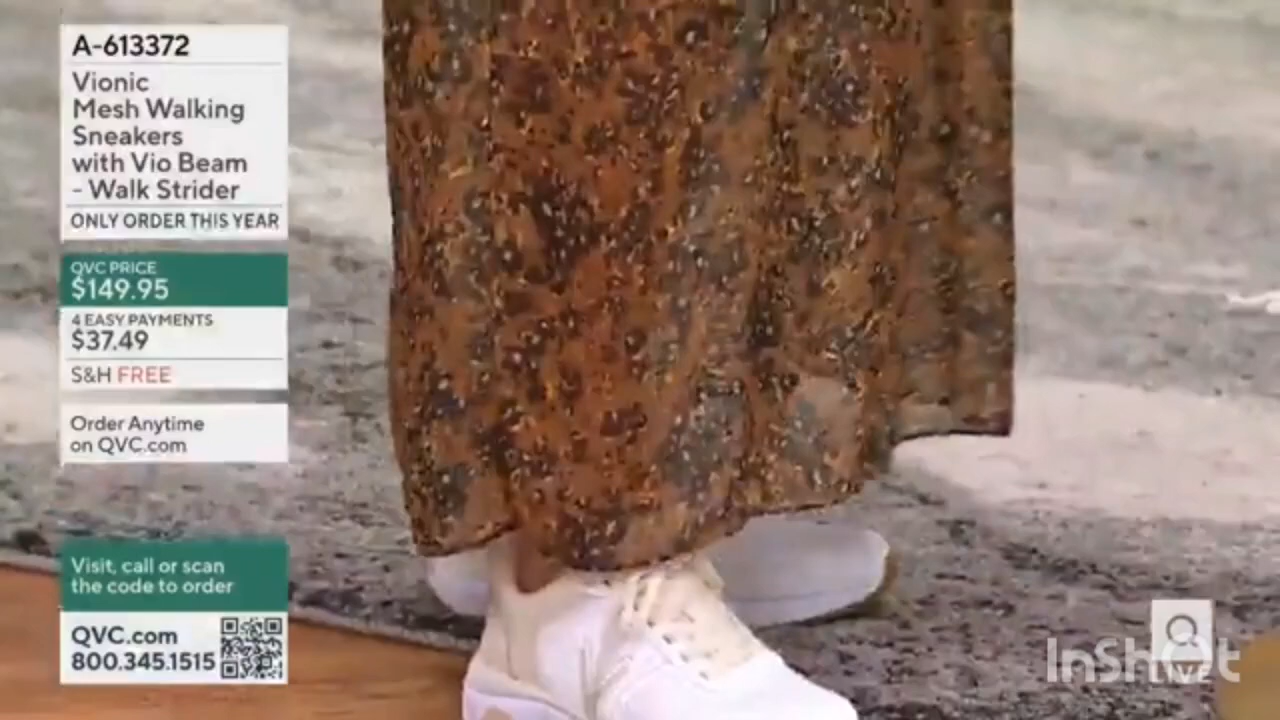 A-613372
Vionic
Mesh Walking
Sneakers
with Vio Beam
- Walk Strider
ONLY ORDER THIS YEAR
QVC PRICE
$149.95
4 EASY PAYMENTS
$37.49
S&H FREE
Order Anytime
on QVC.com
Visit, call or scan
the code to order
QVC.com
800.345.1515
InShot
LIVE